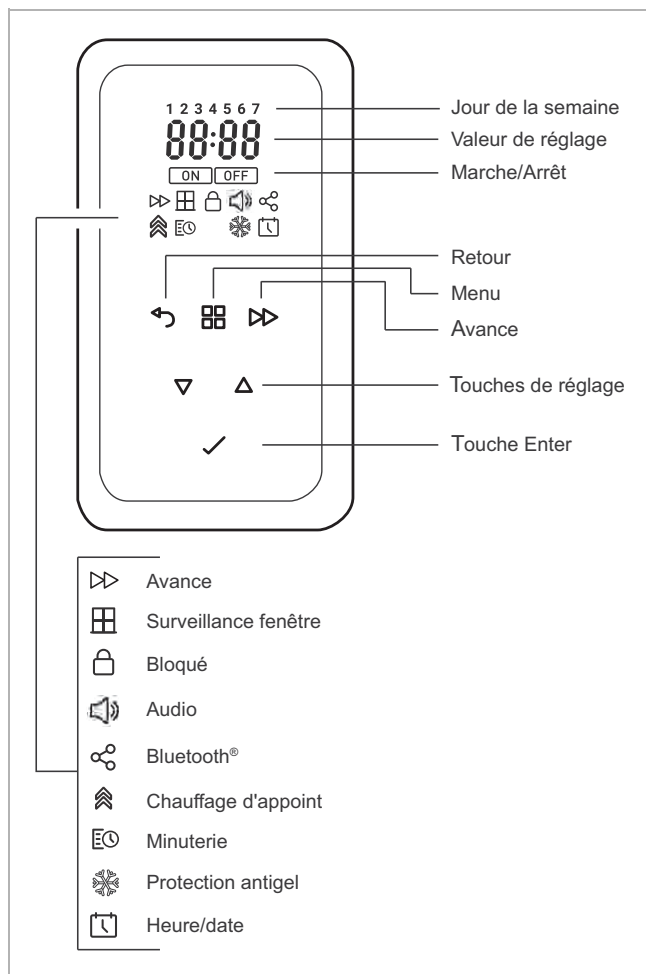 1 2 3 4 5 6 7
88:88
ON OFF
Jour de la semaine
Valeur de réglage
Marche/Arrêt
Retour
Menu
Avance
Touches de réglage
Touche Enter
Avance
Surveillance fenêtre
Bloqué
Audio
Bluetooth®
Chauffage d'appoint
Minuterie
Protection antigel
Heure/date